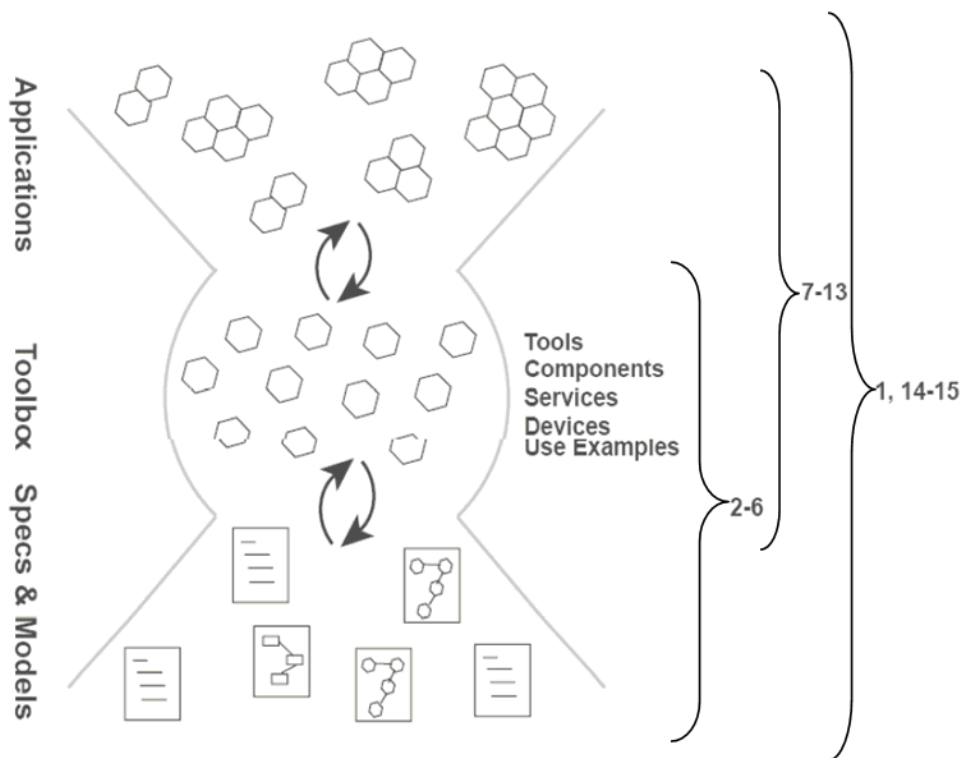 Applications
Toolbox
Specs & Models
Tools
Components
Services
Devices
Use Examples
2-6
7-13
1, 14-15